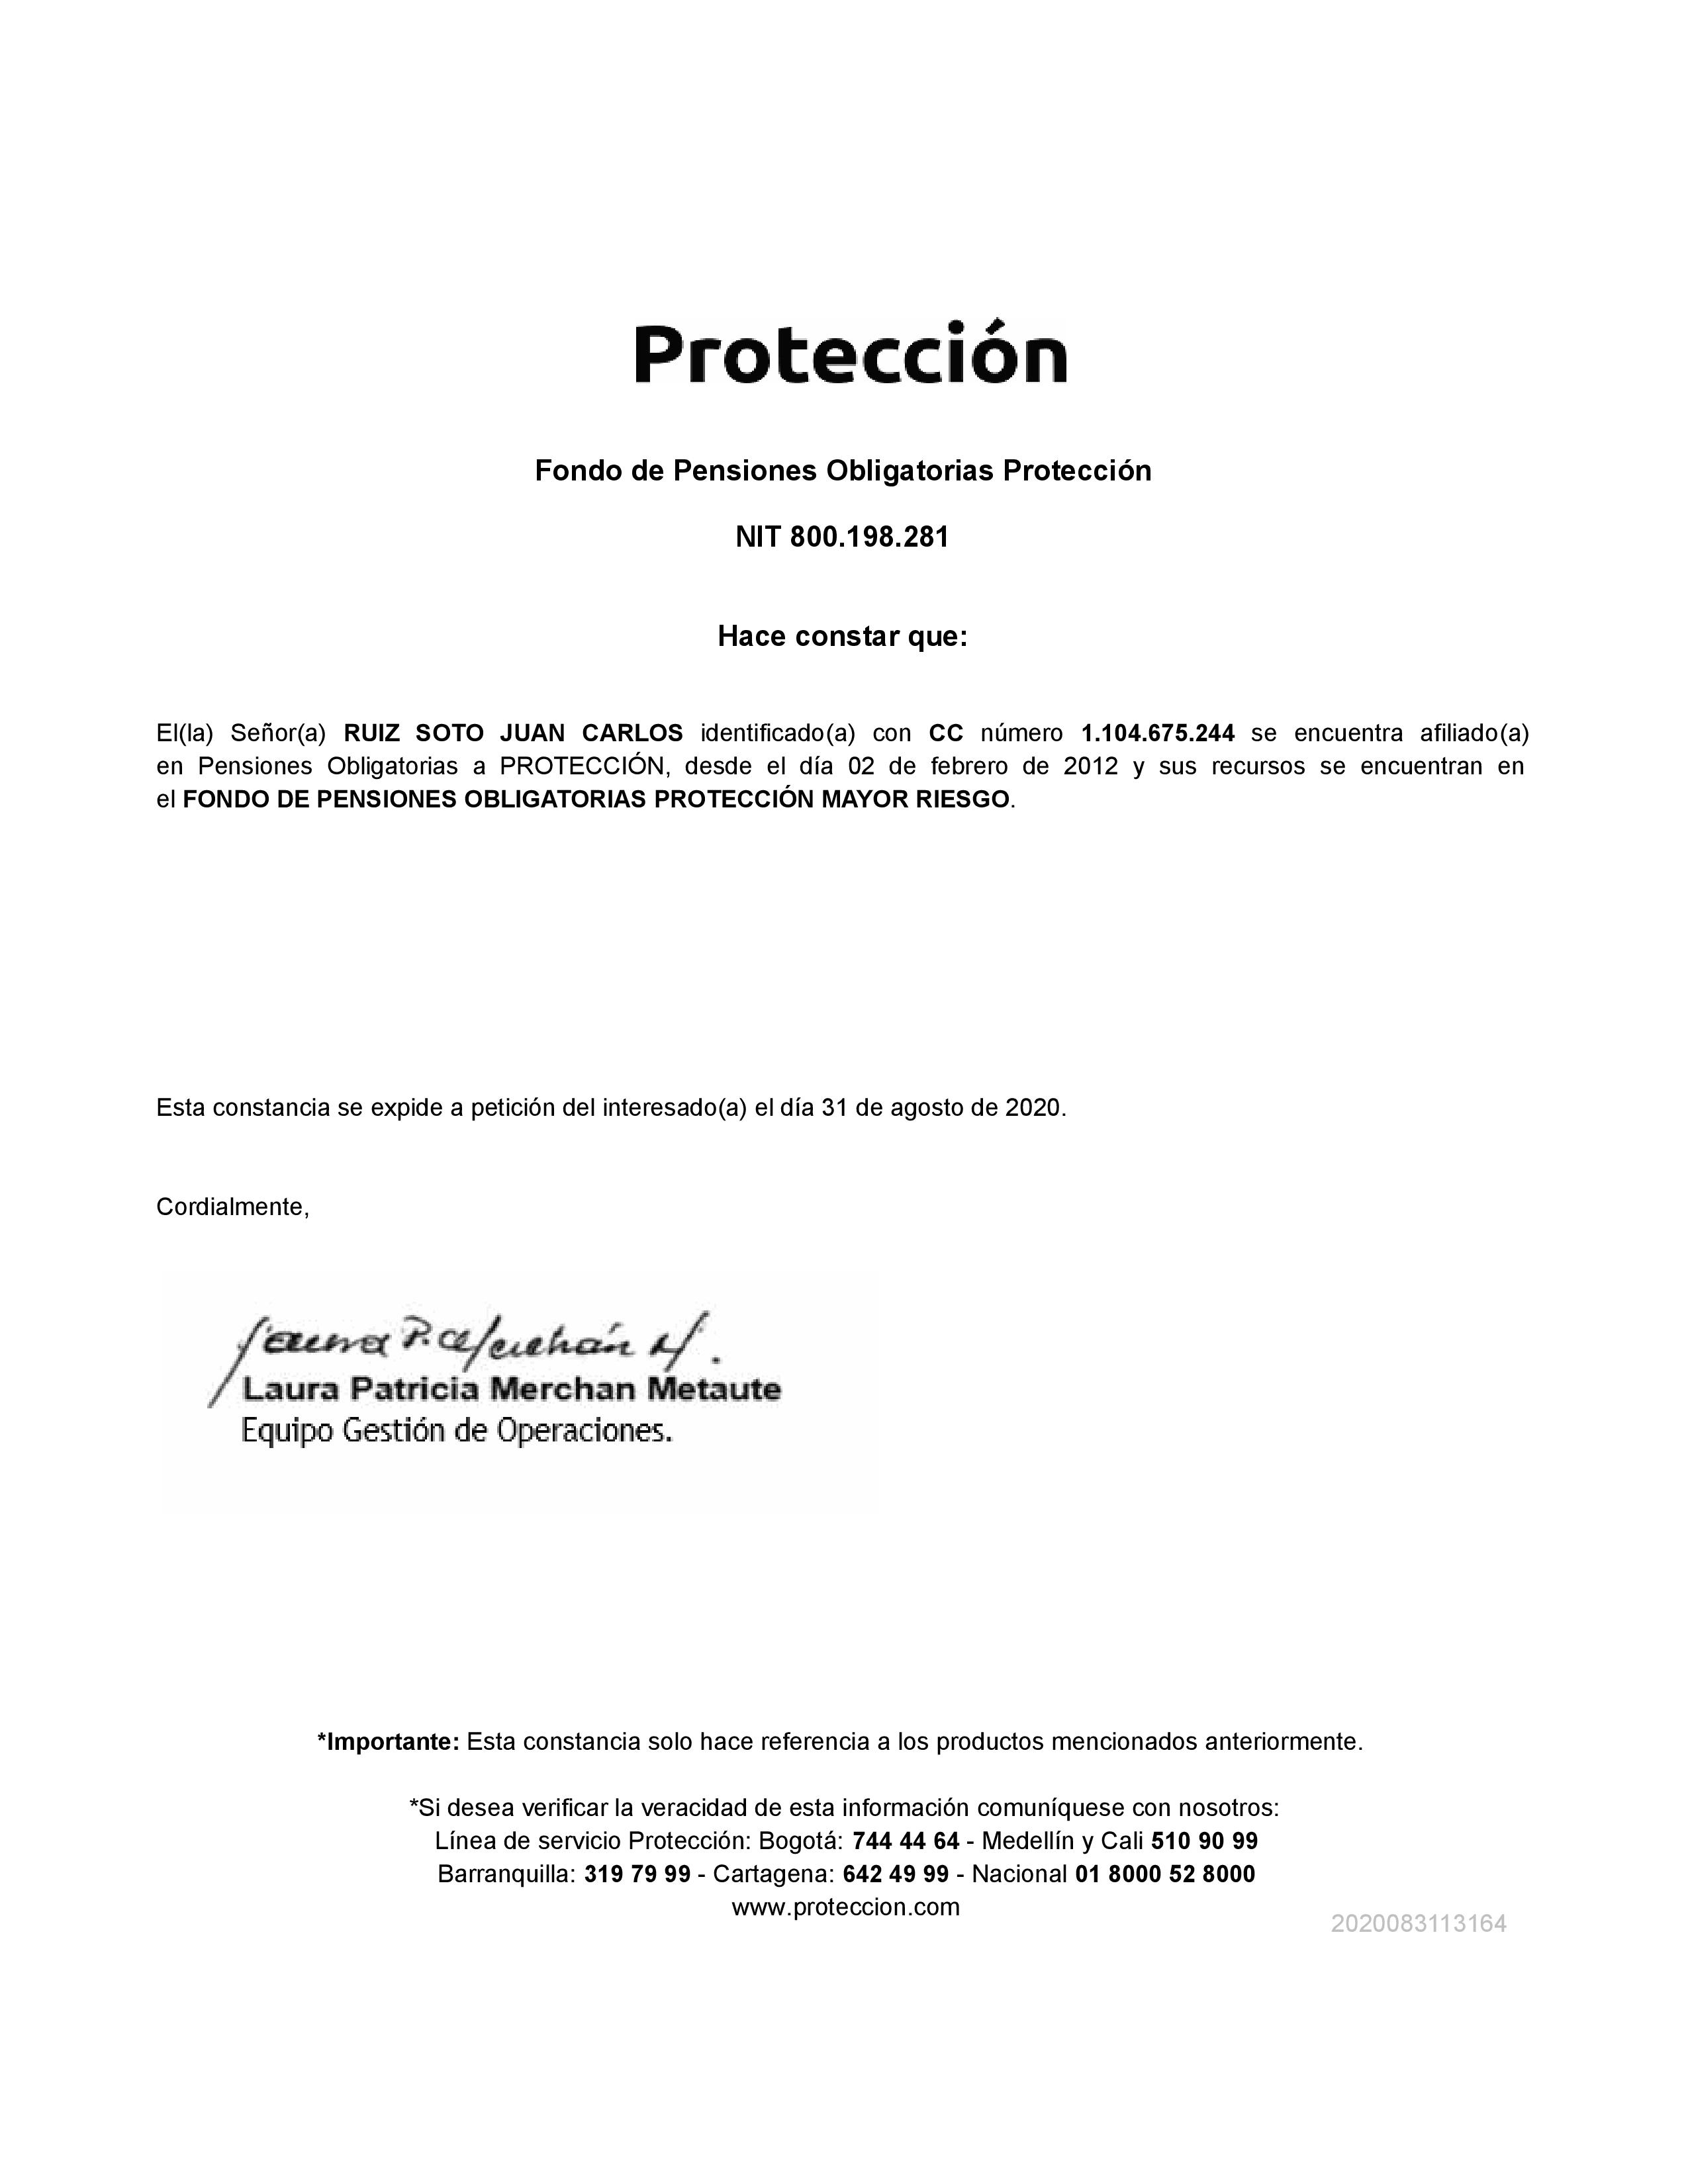 Protección
Fondo de Pensiones Obligatorias Protección
NIT 800.198.281
Hace constar que:
El(la) Señor(a) RUIZ SOTO JUAN CARLOS identificado(a) con CC número 1.104.675.244 se encuentra afiliado(a)
en Pensiones Obligatorias a PROTECCIÓN, desde el día 02 de febrero de 2012 y sus recursos se encuentran en
el FONDO DE PENSIONES OBLIGATORIAS PROTECCIÓN MAYOR RIESGO.
Esta constancia se expide a petición del interesado(a) el día 31 de agosto de 2020.
Cordialmente,
Laura P. Merchán M.
Laura Patricia Merchan Metaute
Equipo Gestión de Operaciones.
*Importante: Esta constancia solo hace referencia a los productos mencionados anteriormente.
*Si desea verificar la veracidad de esta información comuníquese con nosotros:
Línea de servicio Protección: Bogotá: 744 44 64 - Medellín y Cali 510 90 99
Barranquilla: 319 79 99 - Cartagena: 642 49 99 - Nacional 01 8000 52 8000
www.proteccion.com
2020083113164